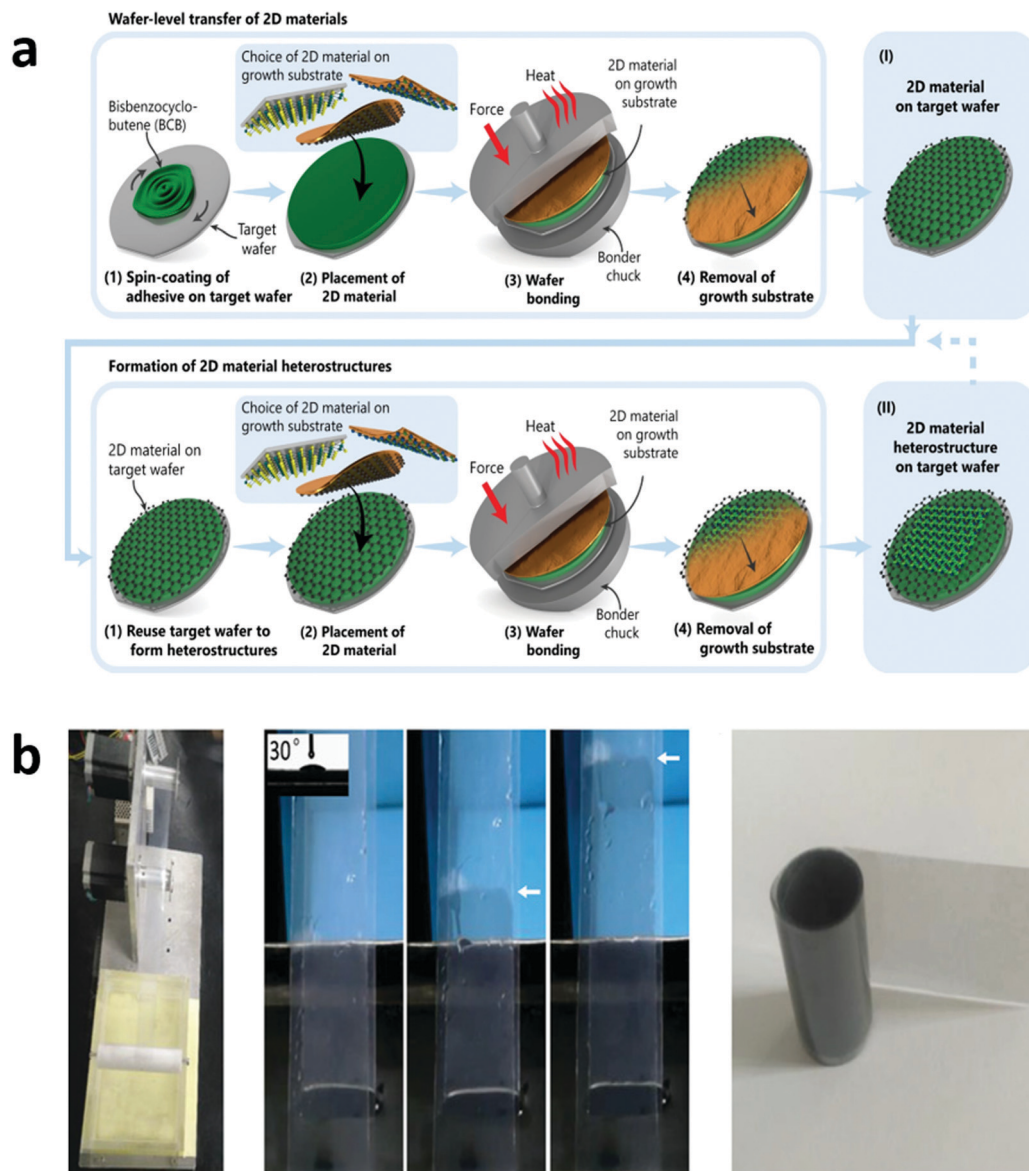 a
Wafer-level transfer of 2D materials
Bisbenzocyclo-
butene (BCB)
Choice of 2D material on
growth substrate
Target
wafer
(1) Spin-coating of
adhesive on target wafer
(2) Placement of
2D material
Force
Heat
2D material
on growth
substrate
Bonder
chuck
(3) Wafer
bonding
(4) Removal of
growth substrate
(I)
2D material
on target wafer
Formation of 2D material heterostructures
2D material on
target wafer
Choice of 2D material on
growth substrate
(1) Reuse target wafer to
form heterostructures
(2) Placement of
2D material
Force
Heat
2D material
on growth
substrate
Bonder
chuck
(3) Wafer
bonding
(4) Removal of
growth substrate
(II)
2D material
heterostructure
on target wafer
b
30°